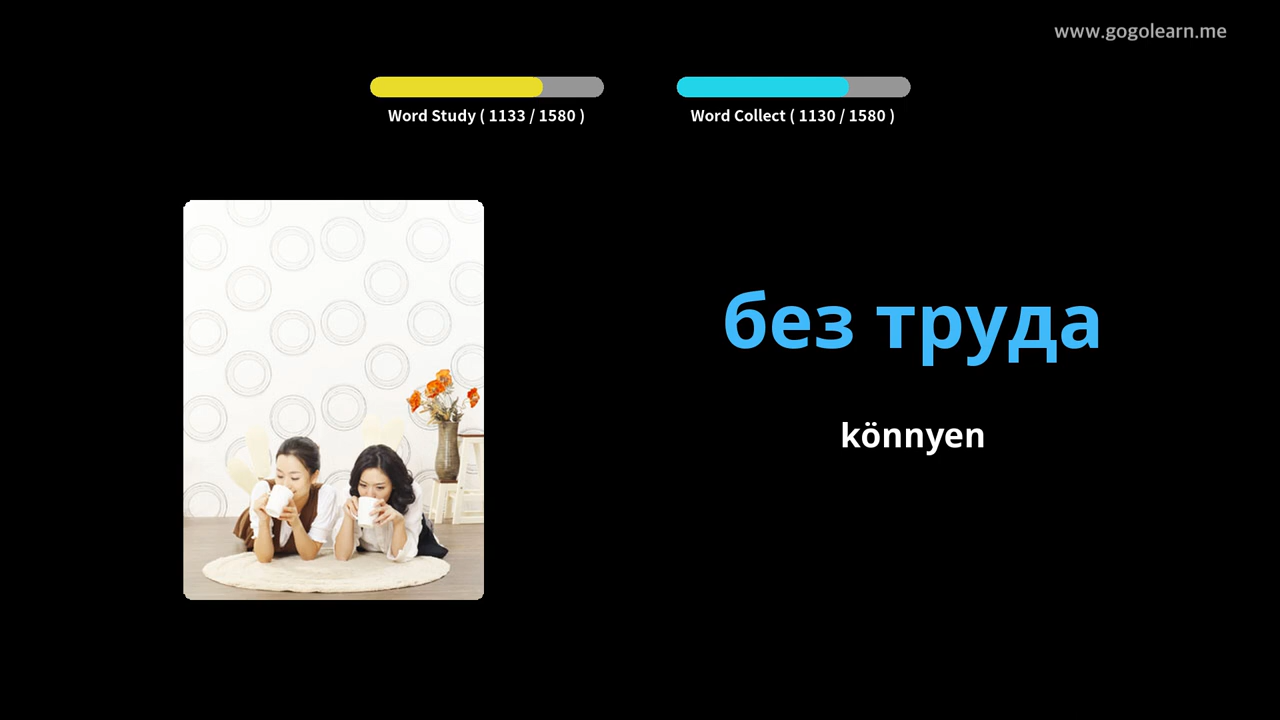 www.gogolearn.me
Word Study ( 1133 / 1580 )
Word Collect ( 1130 / 1580 )
без труда
könnyen